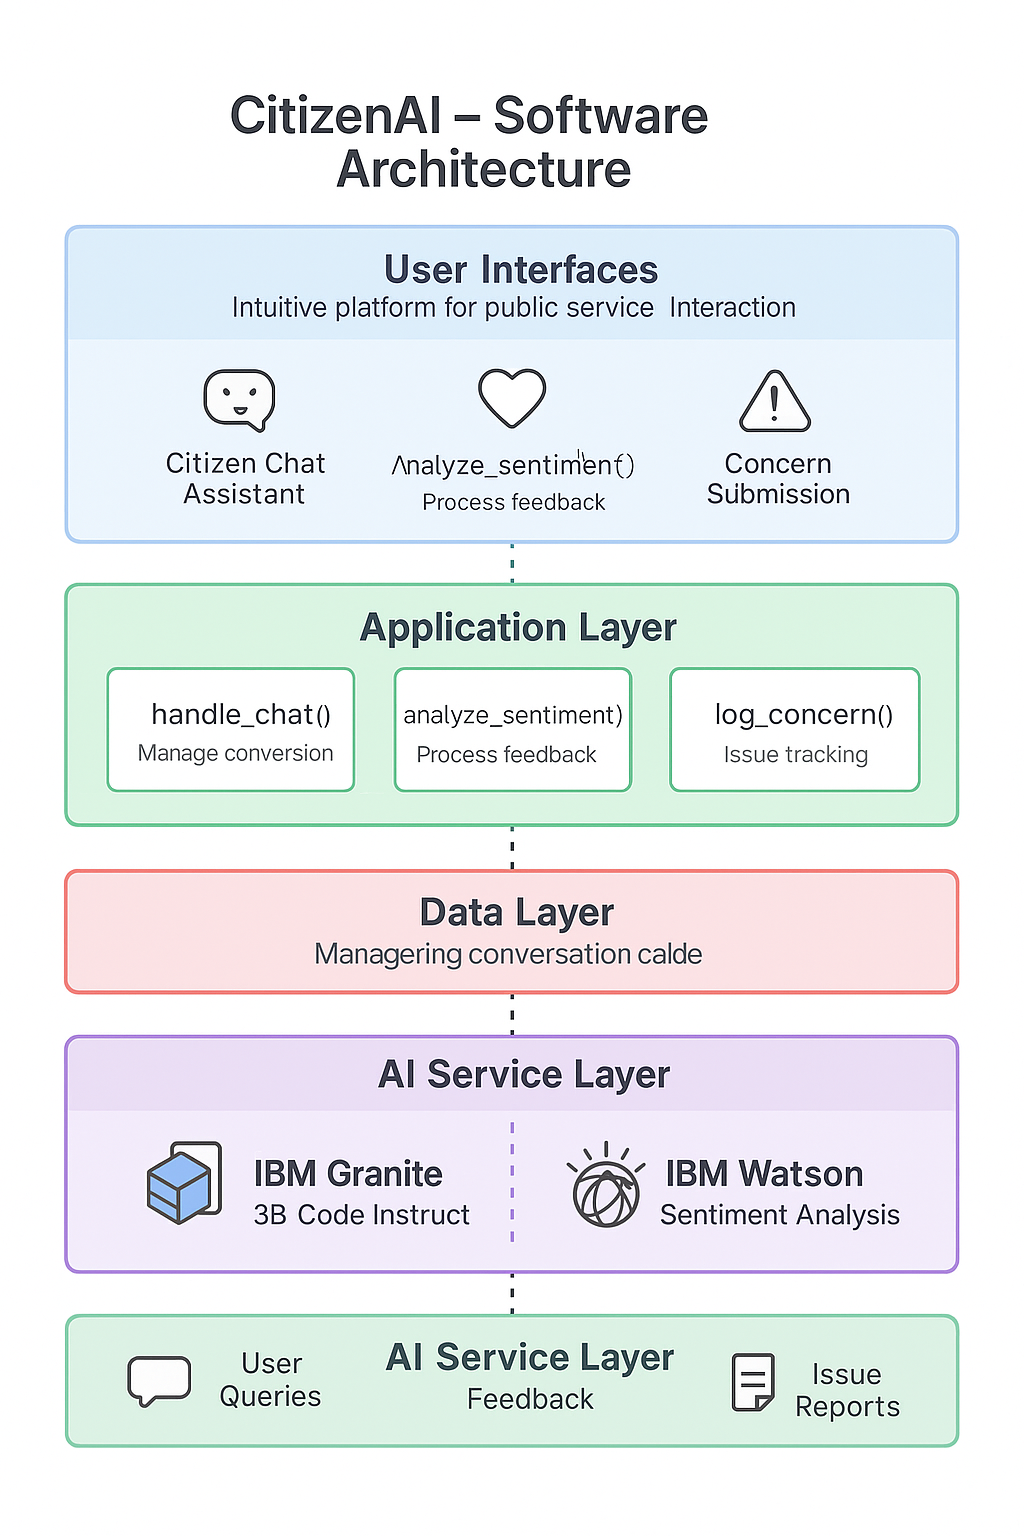 CitizenAI – Software
Architecture
User Interfaces
Intuitive platform for public service Interaction
Citizen Chat
Assistant
Analyze_sentiment()
Process feedback
Concern
Submission
Application Layer
handle_chat()
Manage conversion
analyze_sentiment)
Process feedback
log_concern()
Issue tracking
Data Layer
Managering conversation calde
AI Service Layer
IBM Granite
3B Code Instruct
IBM Watson
Sentiment Analysis
User
Queries
AI Service Layer
Feedback
Issue
Reports